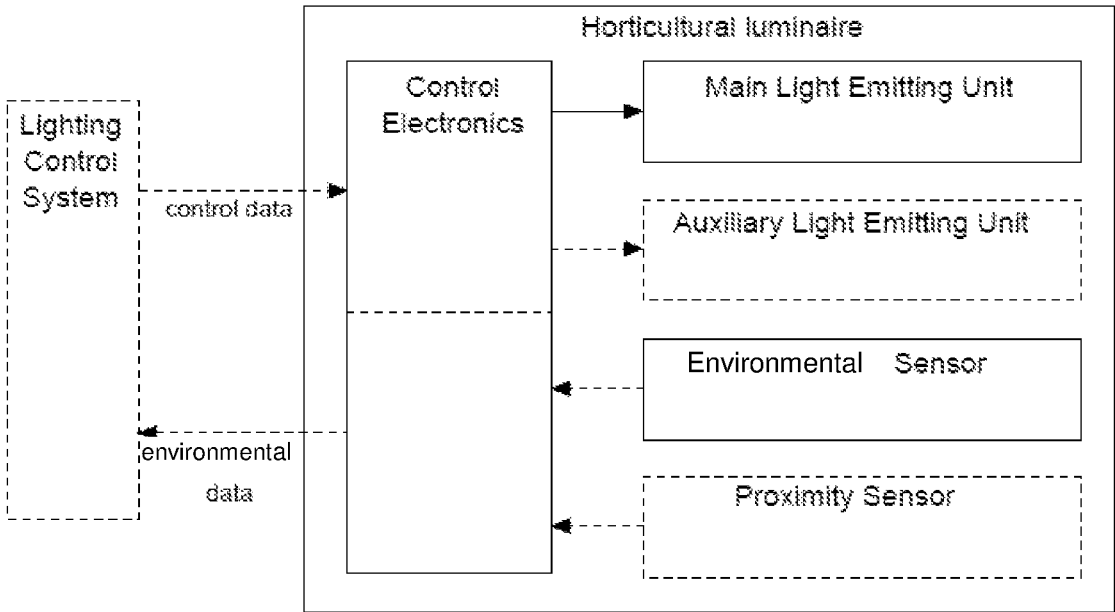 Horticultural luminaire
Lighting
Control
System
control data
environmental
data
Control
Electronics
Main Light Emitting Unit
Auxiliary Light Emitting Unit
Environmental Sensor
Proximity Sensor